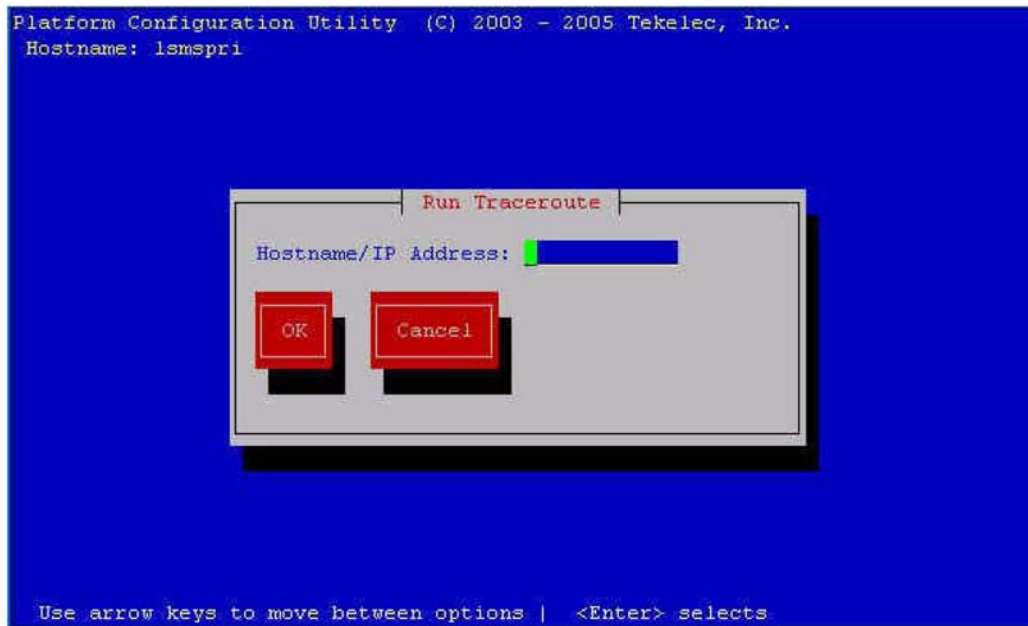 Platform Configuration Utility (C) 2003 - 2005 Tekelec, Inc.
Hostname: lsmspri
Run Traceroute
Hostname/IP Address:
OK Cancel
Use arrow keys to move between options | <Enter> selects